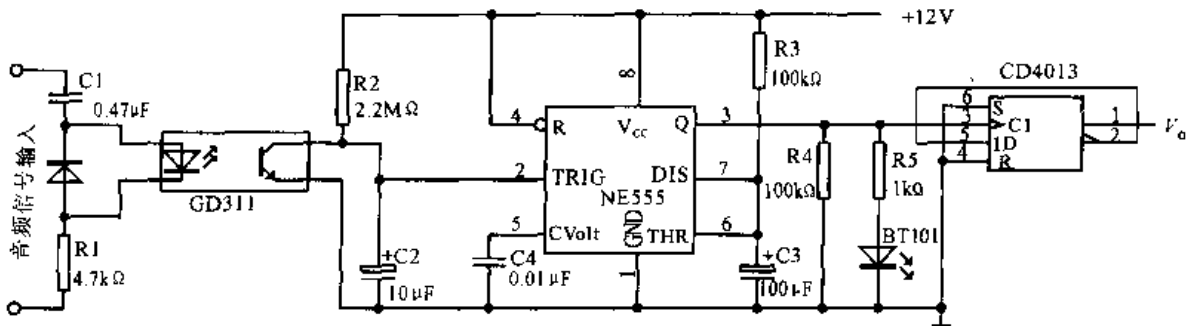 +12V
C1
0.47μF
音频信号输入
R1
4.7kΩ
GD311
R2
2.2MΩ
+C2
10μF
C4
0.01μF
4
R
8
Vcc
Q
3
2
TRIG
DIS
7
NE555
5
CVolt
GND
THR
6
1
R3
100kΩ
+C3
100μF
R4
100kΩ
R5
1kΩ
BT101
CD4013
6
S
3
C1
5
1D
4
R
1
2
Vo